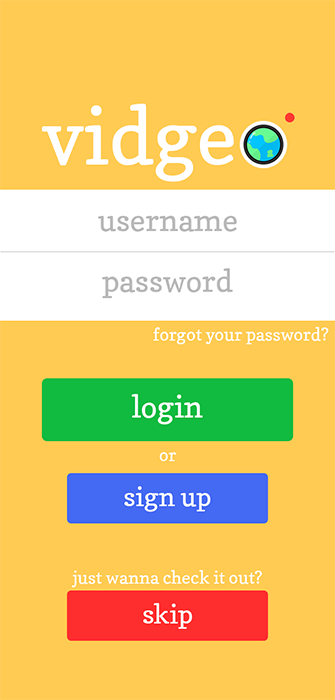 vidgeo
username
password
forgot your password?
login
or
sign up
just wanna check it out?
skip